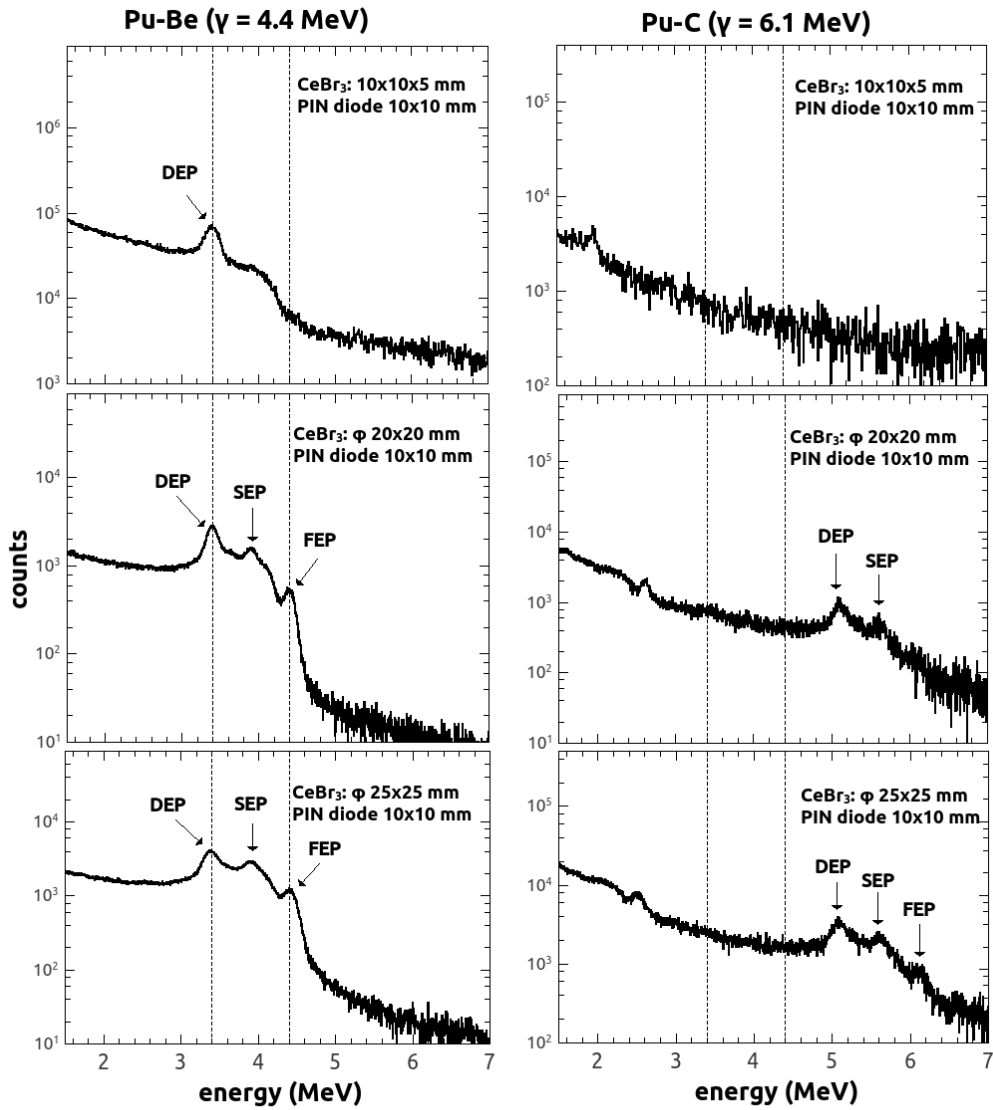 Pu-Be (γ = 4.4 MeV)
Pu-C (γ = 6.1 MeV)
CeBr₃: 10x10x5 mm
PIN diode 10x10 mm
10⁶
DEP
10⁵
10⁴
10³
CeBr₃: 10x10x5 mm
PIN diode 10x10 mm
10⁵
10⁴
10³
10²
counts
CeBr₃: φ 20x20 mm
PIN diode 10x10 mm
10⁴
DEP
SEP
FEP
10³
10²
10¹
CeBr₃: φ 20x20 mm
PIN diode 10x10 mm
10⁵
10⁴
DEP
SEP
10³
10²
10¹
CeBr₃: φ 25x25 mm
PIN diode 10x10 mm
DEP
SEP
10⁴
FEP
10³
10²
10¹
2 3 4 5 6 7
energy (MeV)
CeBr₃: φ 25x25 mm
PIN diode 10x10 mm
10⁵
DEP
SEP
10⁴
FEP
10³
10²
2 3 4 5 6 7
energy (MeV)